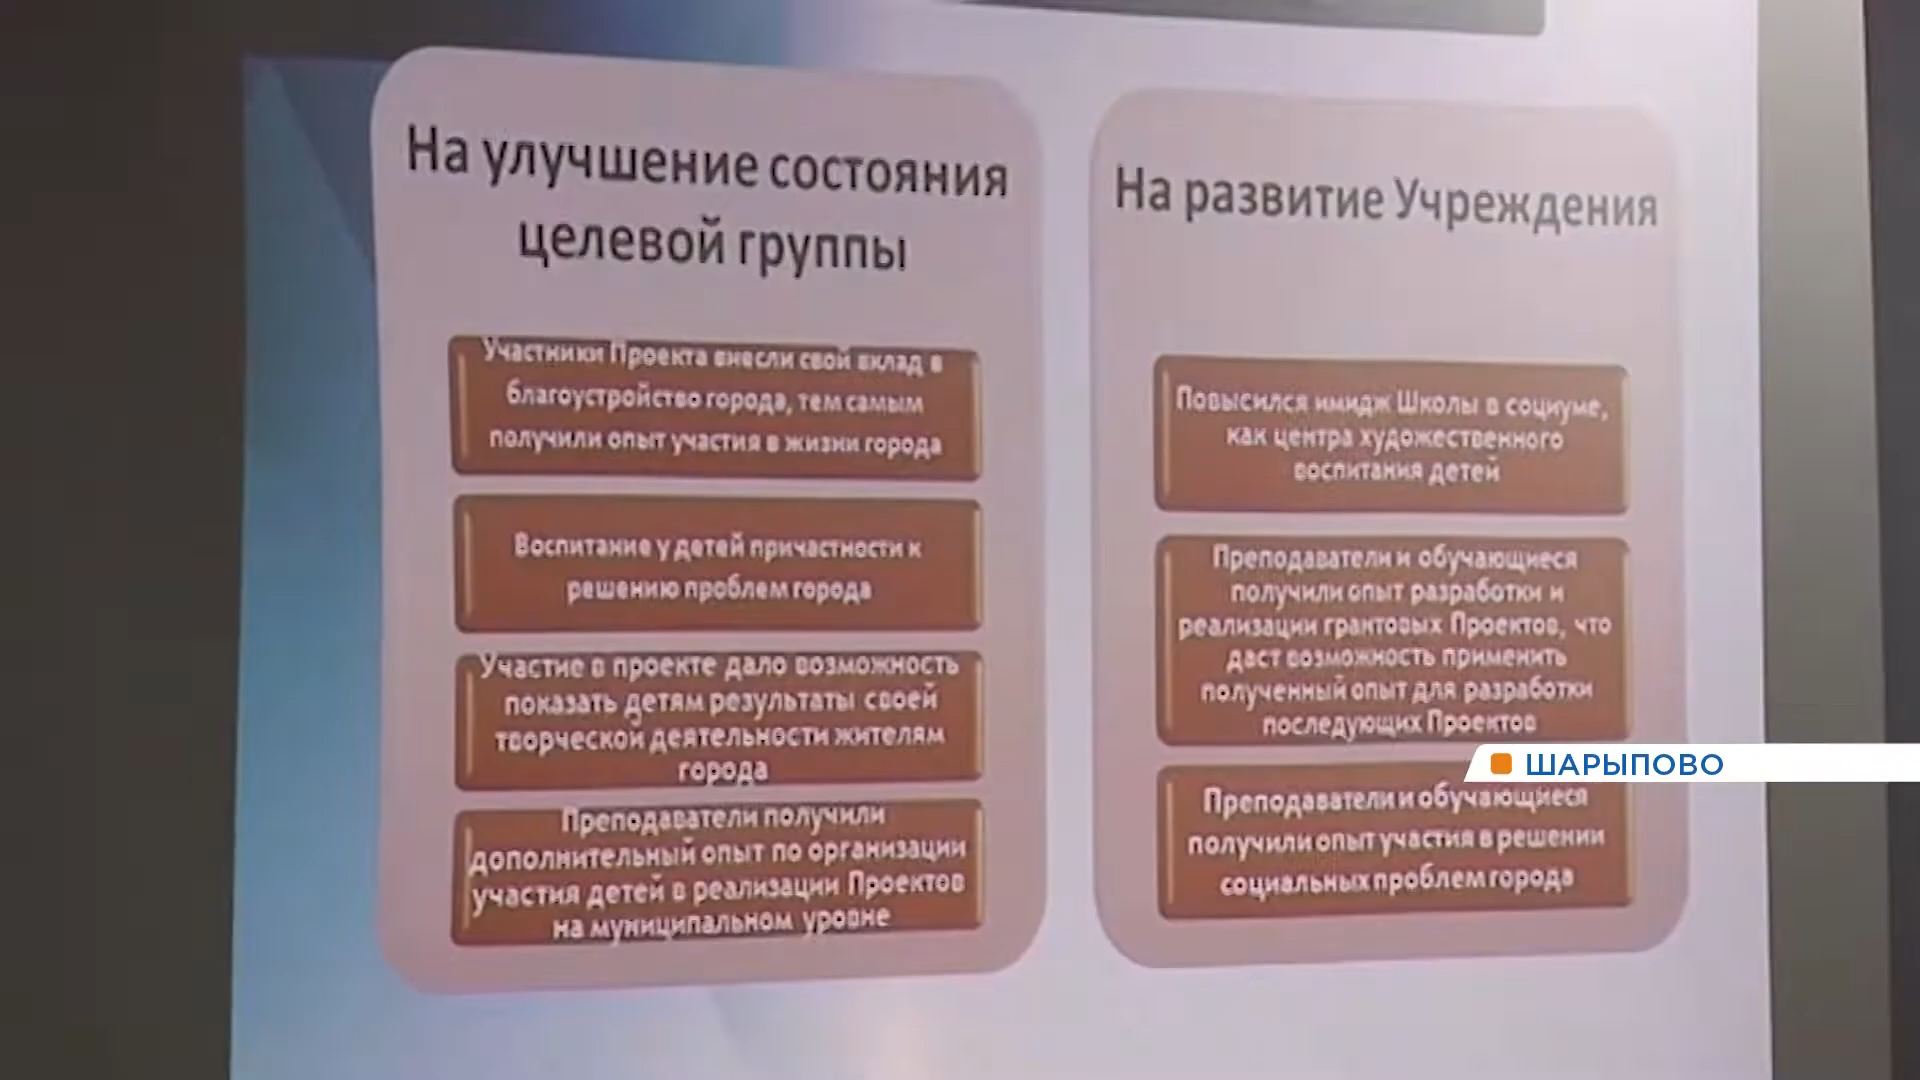 На улучшение состояния
целевой группы
Участники Проекта внесли свой вклад в
благоустройство города, тем самым
получили опыт участия в жизни города
Воспитание у детей причастности к
решению проблем города
Участие в проекте дало возможность
показать детям результаты своей
творческой деятельности жителям
города
Преподаватели получили
дополнительный опыт по организации
участия детей в реализации Проектов
на муниципальном уровне
На развитие Учреждения
Повысился имидж Школы в социуме,
как центра художественного
воспитания детей
Преподаватели и обучающиеся
получили опыт разработки и
реализации грантовых Проектов, что
даст возможность применить
полученный опыт для разработки
последующих Проектов
Преподаватели и обучающиеся
получили опыт участия в решении
социальных проблем города
ШАРЫПОВО